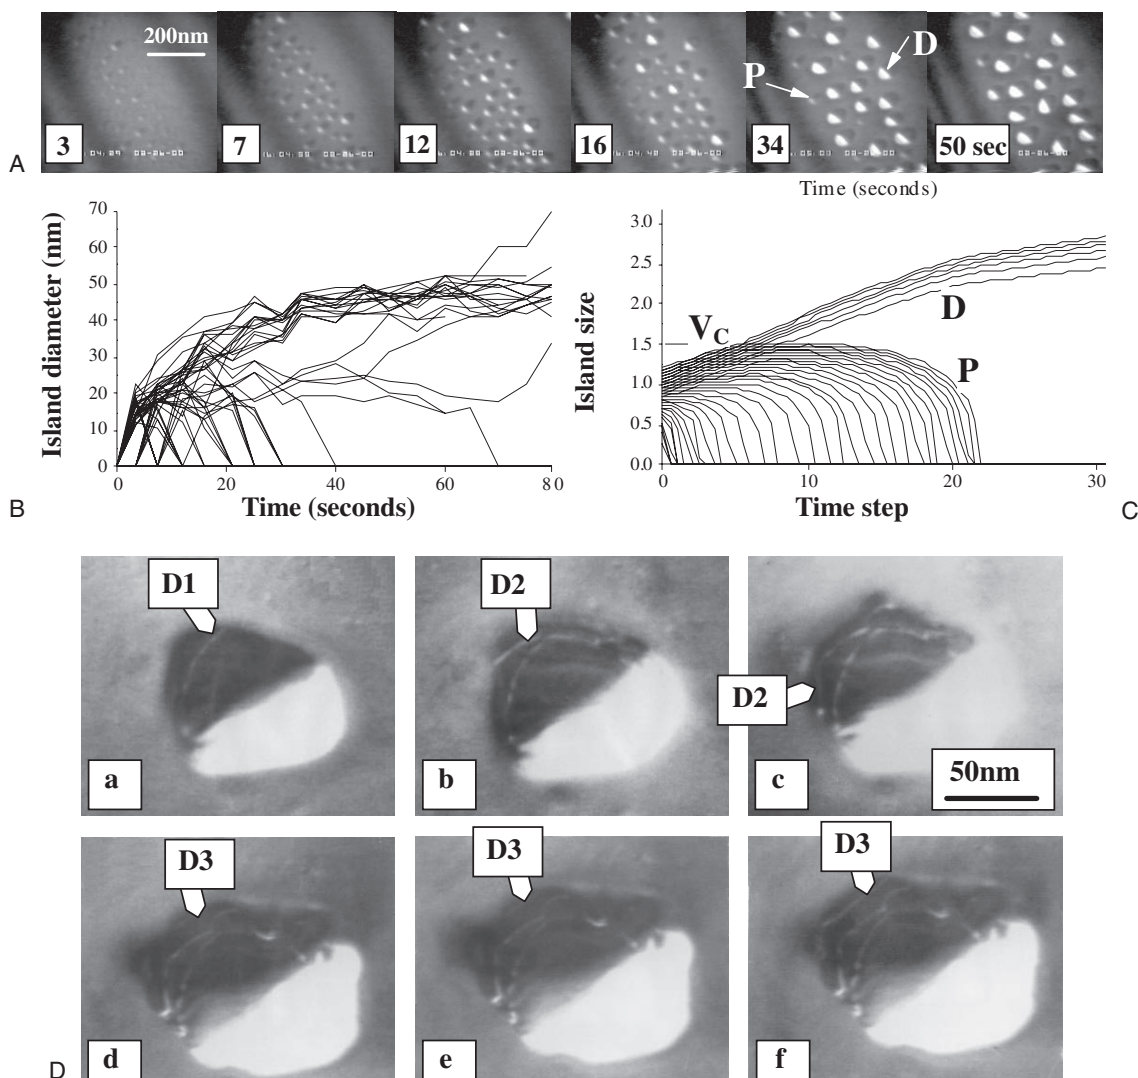 200nm
D
P
3
7
12
16
34
50 sec
A
Time (seconds)
70
60
50
40
30
20
10
0
0
20
40
60
80
Island diameter (nm)
Time (seconds)
B
3.0
2.5
2.0
1.5
1.0
0.5
0.0
0
10
20
30
Island size
VC
D
P
Time step
C
D1
D2
D2
a
b
c
50nm
D3
D3
D3
d
e
f
D